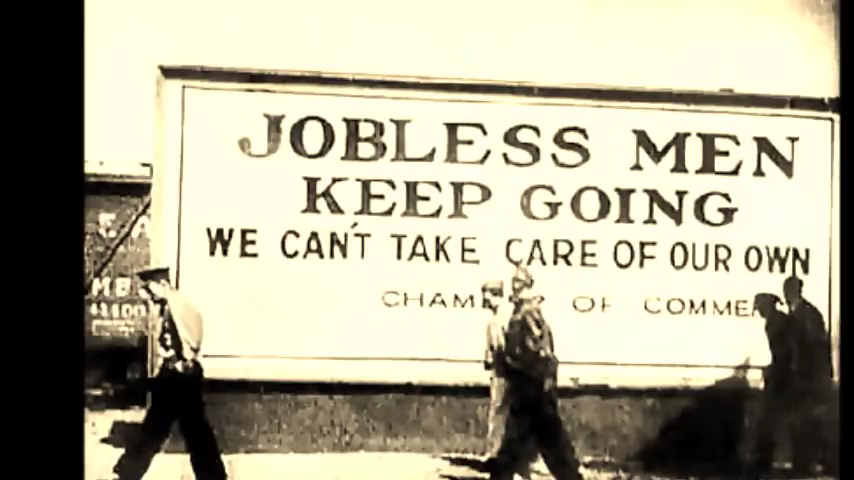 JOBLESS MEN
KEEP GOING
WE CAN'T TAKE CARE OF OUR OWN
OF